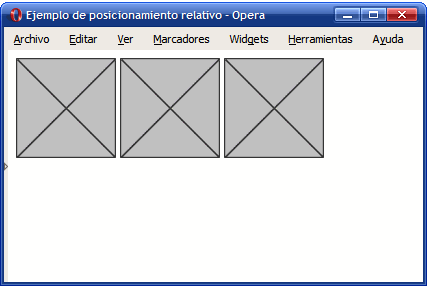 Ejemplo de posicionamiento relativo - Opera
Archivo Editar Ver Marcadores Widgets Herramientas Ayuda